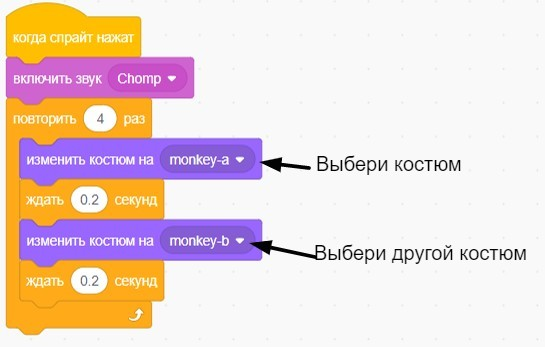 когда спрайт нажат
включить звук Chomp
повторить 4 раз
изменить костюм на monkey-a
Выбери костюм
ждать 0.2 секунд
изменить костюм на monkey-b
Выбери другой костюм
ждать 0.2 секунд